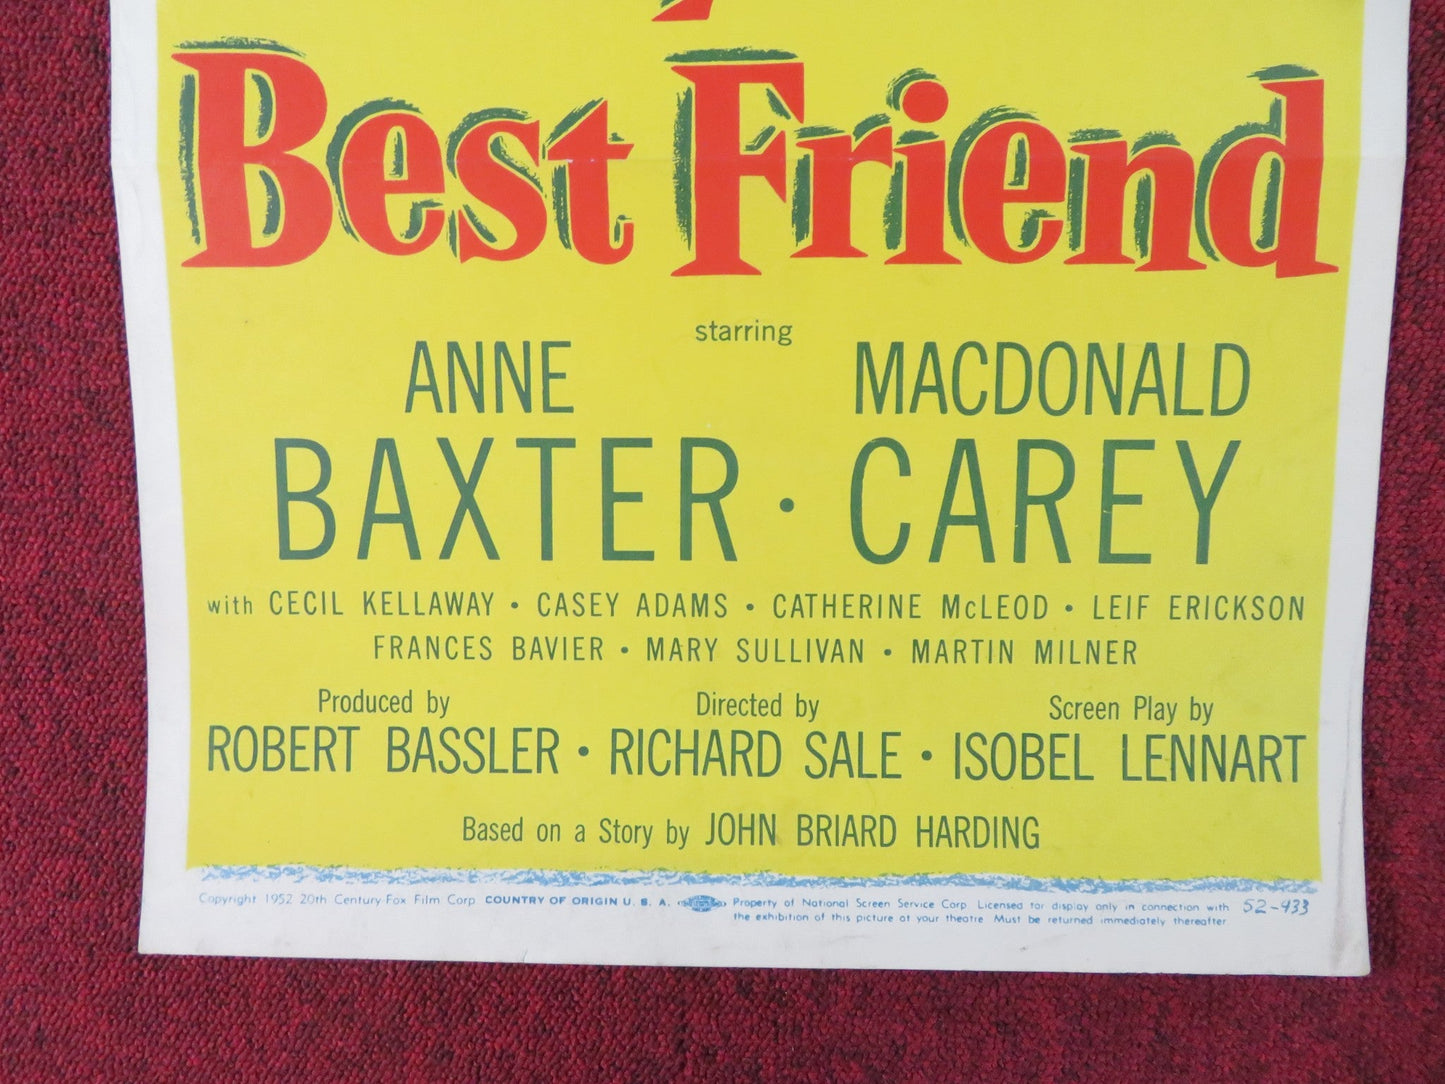 Best Friend
starring
ANNE MACDONALD
BAXTER · CAREY
with CECIL KELLAWAY • CASEY ADAMS • CATHERINE McLEOD • LEIF ERICKSON
FRANCES BAVIER • MARY SULLIVAN • MARTIN MILNER
Produced by Directed by Screen Play by
ROBERT BASSLER • RICHARD SALE • ISOBEL LENNART
Based on a Story by JOHN BRIARD HARDING
Copyright 1952 20th Century-Fox Film Corp. COUNTRY OF ORIGIN U. S. A. Property of National Screen Service Corp. Licensed for display only in connection with 52-433
the exhibition of this picture at your theatre. Must be returned immediately thereafter.